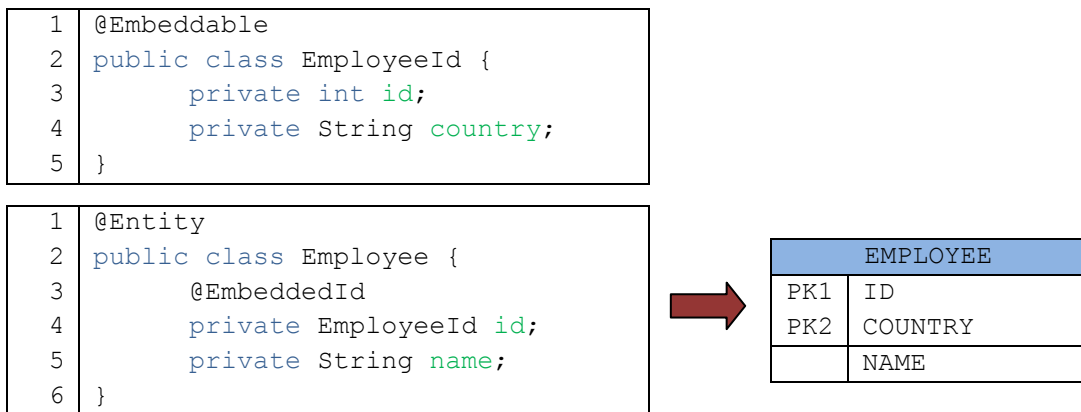 1 @Embeddable
2 public class EmployeeId {
3 private int id;
4 private String country;
5 }
1 @Entity
2 public class Employee {
3 @EmbeddedId
4 private EmployeeId id;
5 private String name;
6 }
EMPLOYEE
PK1 ID
PK2 COUNTRY
NAME